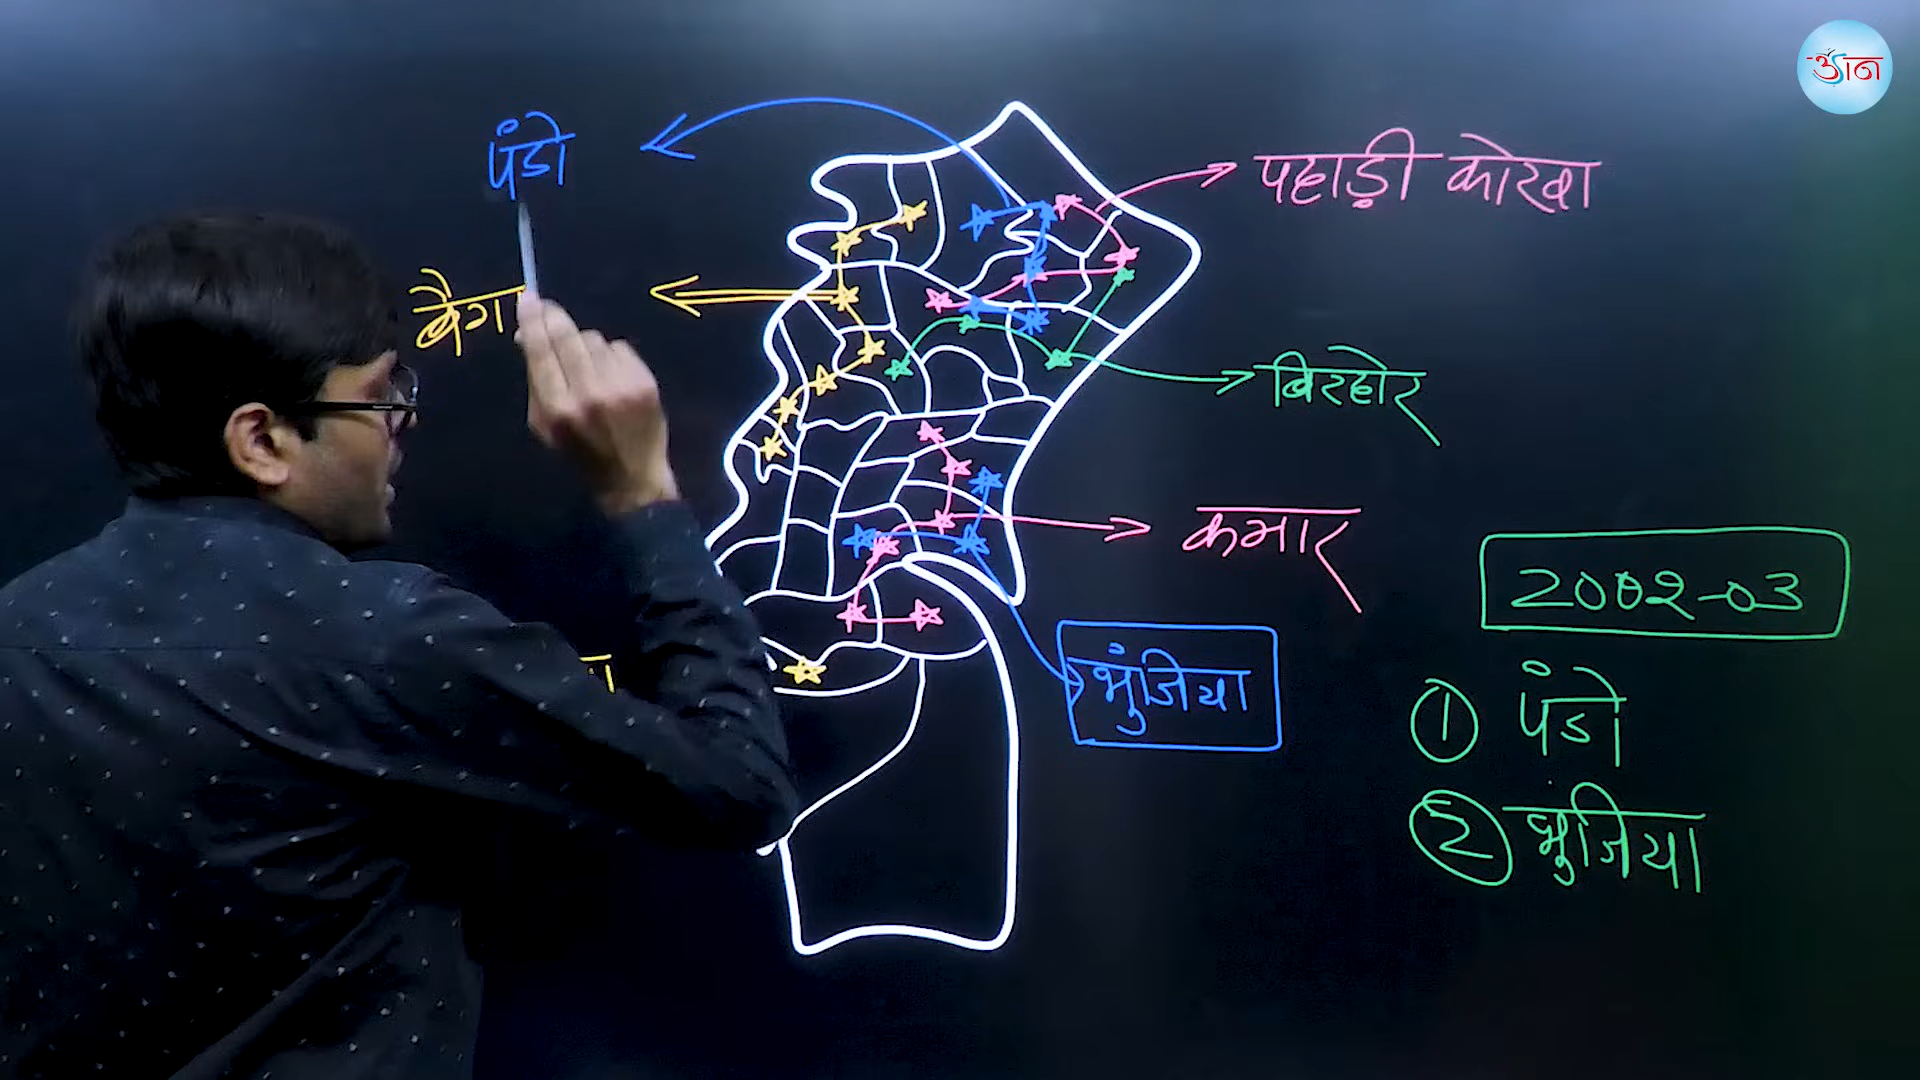 पंडो
पहाड़ी कोरवा
बैगा
बिरहोर
कमार
2002-03
भुंजिया
① पंडो
② भुंजिया